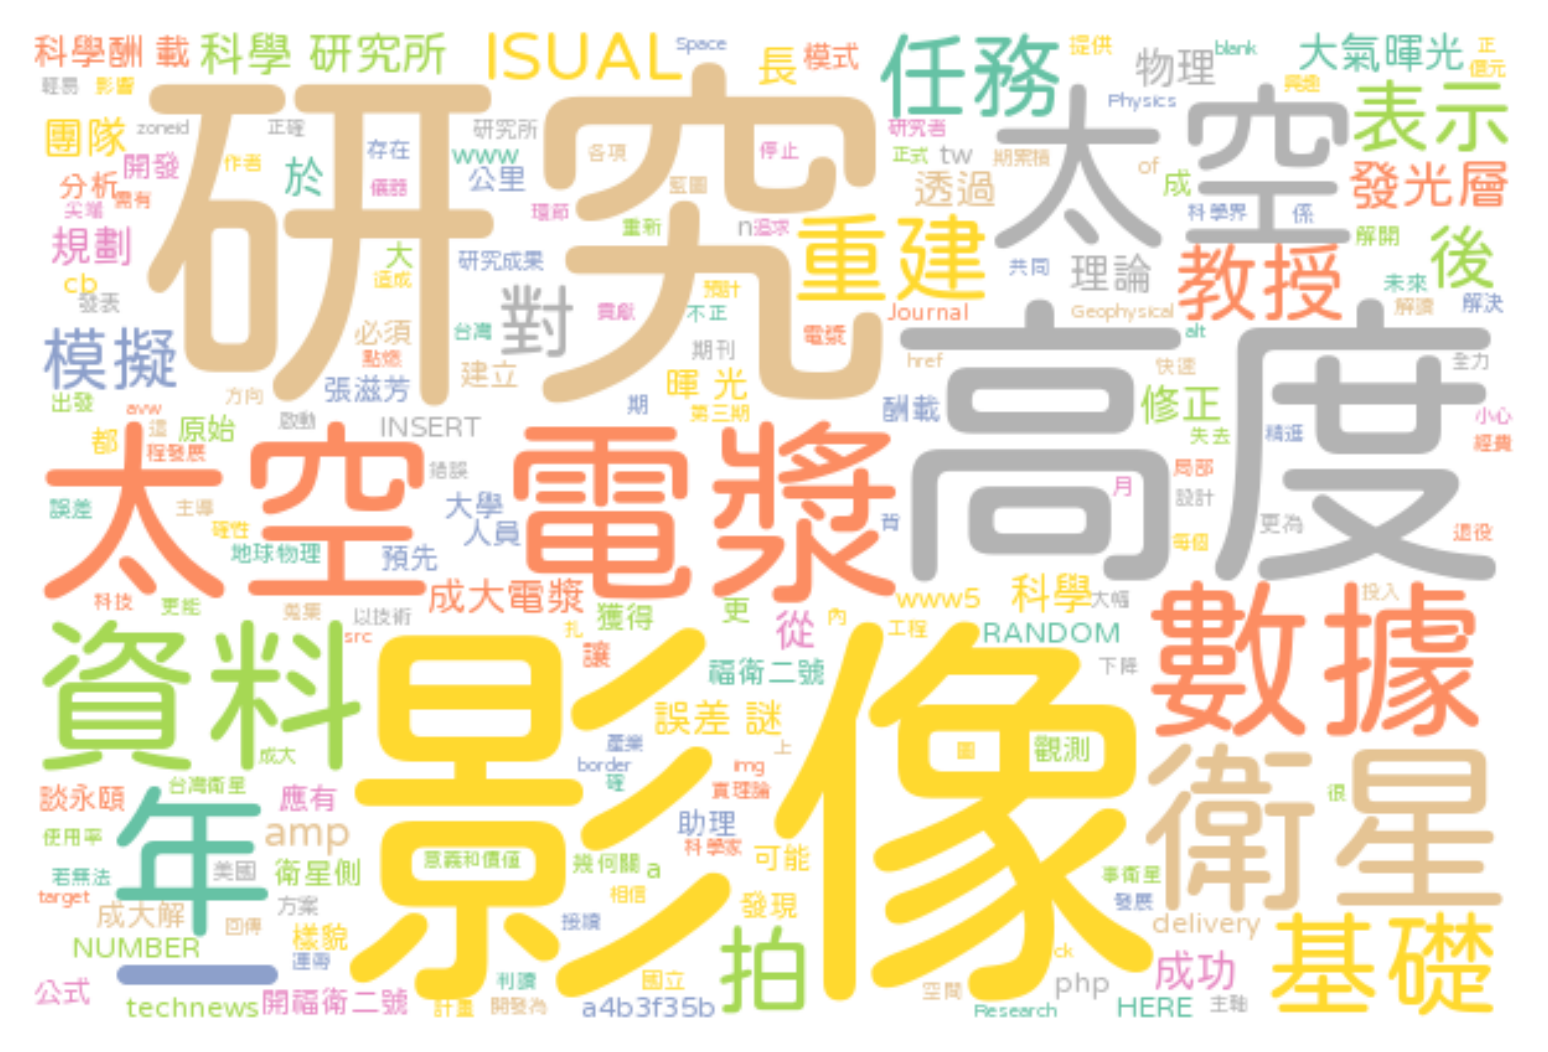 科學酬 載 科學 研究所 ISUAL Space 長 模式 任務 提供 物理 blank 大氣暉光 正
輕易 影響 研究 Physics 太空 興趣 還元 表示
團隊 zoneid 正確 研究所 各項 停止 研究者
開發 作者 存在 www 正式 tw 期累積 of
分析 需有 於 儀器 公里 藍圖 透過 成 發光層
尖端 環節 重新 n 追求 重建 科學界 係
規劃 大 研究成果 共同 理論 教授 解開 後
cb 造成 預計 未來
發表 對 貢獻 不正 Journal Geophysical 解讀 解決
模擬 必須 台灣 電漿 高度 alt
點燃 期刊 href 快速 全力
方向 張滋芳 建立 暉 光
出發 avw 期 第三期 酬載 修正 小心
都 這 原始 啟動 INSERT 失去 精進 經費
程發展 太空 電漿 錯誤 局部
誤差 主導 大學 月 設計
確性 人員 背 更為 退役
地球物理 預先 每個
科技 更能 蒐集 以技術 成大電漿 獲得 更 www5 科學 大幅 投入
src 扎 從 內 工程 RANDOM 數據
資料 影像 讓 福衛二號 下降
誤差 謎
成大 產業 上 圖 觀測
談永頤 台灣衛星 border img 衛星
年 應有 確 實理論 很
使用率 amp 助理
若無法 美國 衛星側 意義和價值 幾何關 a 科學家 可能 事衛星
target 成大解 方案 相信 發展
回傳 接續 發現 delivery
NUMBER 樣貌 拍 ck 基礎
一 運帶 判讀 國立 php 成功
公式 空間
technews 開福衛二號 計畫 開發為 a4b3f35b Research HERE 主軸